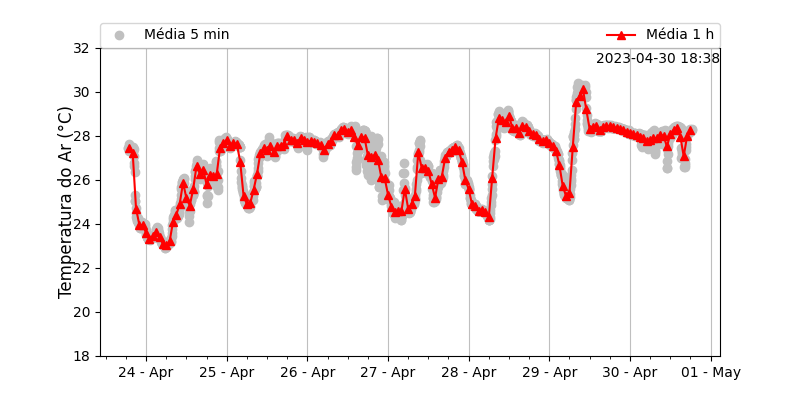 Média 5 min
Média 1 h
2023-04-30 18:38
Temperatura do Ar (°C)
32
30
28
26
24
22
20
18
24 - Apr
25 - Apr
26 - Apr
27 - Apr
28 - Apr
29 - Apr
30 - Apr
01 - May